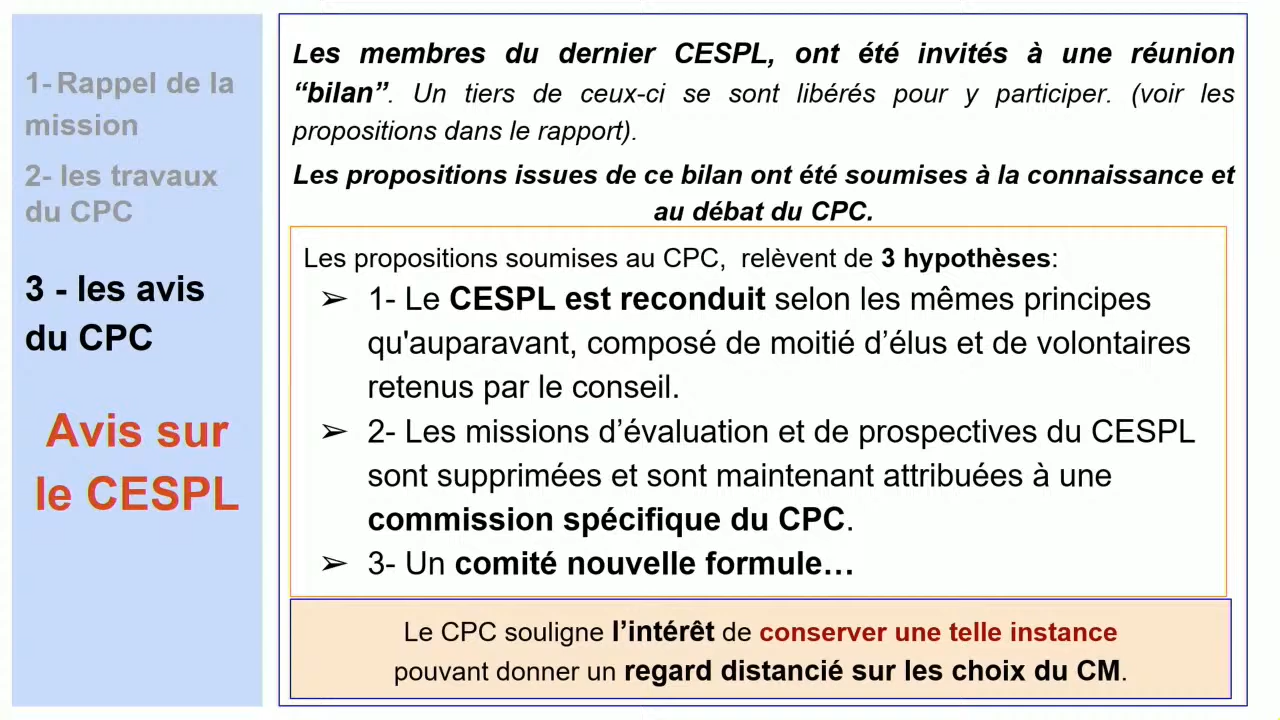 1- Rappel de la
mission
2- les travaux
du CPC
3 - les avis
du CPC
Avis sur
le CESPL
Les membres du dernier CESPL, ont été invités à une réunion
“bilan”. Un tiers de ceux-ci se sont libérés pour y participer. (voir les
propositions dans le rapport).
Les propositions issues de ce bilan ont été soumises à la connaissance et
au débat du CPC.
Les propositions soumises au CPC, relèvent de 3 hypothèses:
➢ 1- Le CESPL est reconduit selon les mêmes principes
qu'auparavant, composé de moitié d’élus et de volontaires
retenus par le conseil.
➢ 2- Les missions d’évaluation et de prospectives du CESPL
sont supprimées et sont maintenant attribuées à une
commission spécifique du CPC.
➢ 3- Un comité nouvelle formule…
Le CPC souligne l’intérêt de conserver une telle instance
pouvant donner un regard distancié sur les choix du CM.